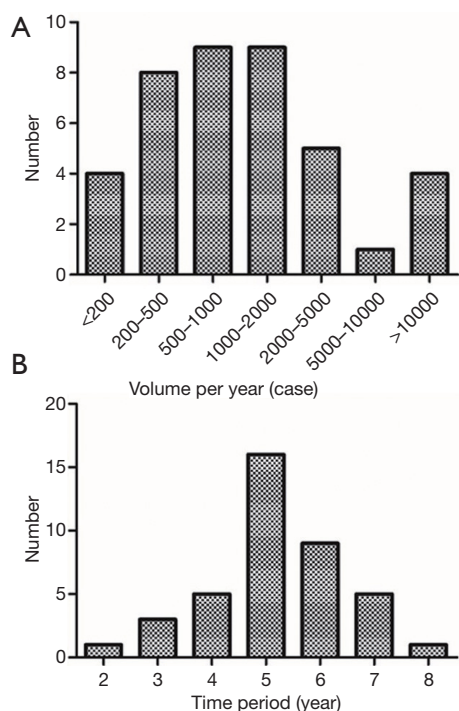 A
10
8
6
4
2
0
Number
<200
200–500
500–1000
1000–2000
2000–5000
5000–10000
>10000
Volume per year (case)
B
20
15
10
5
0
Number
2 3 4 5 6 7 8
Time period (year)